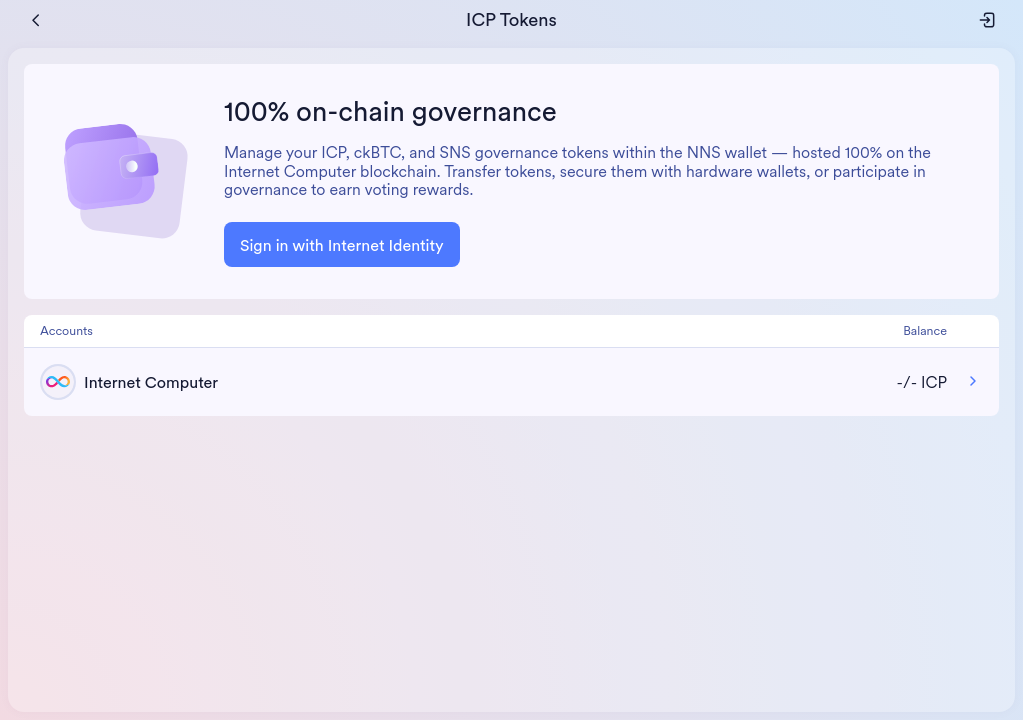 ICP Tokens
100% on-chain governance
Manage your ICP, ckBTC, and SNS governance tokens within the NNS wallet — hosted 100% on the
Internet Computer blockchain. Transfer tokens, secure them with hardware wallets, or participate in
governance to earn voting rewards.
Sign in with Internet Identity
Accounts Balance
Internet Computer -/- ICP